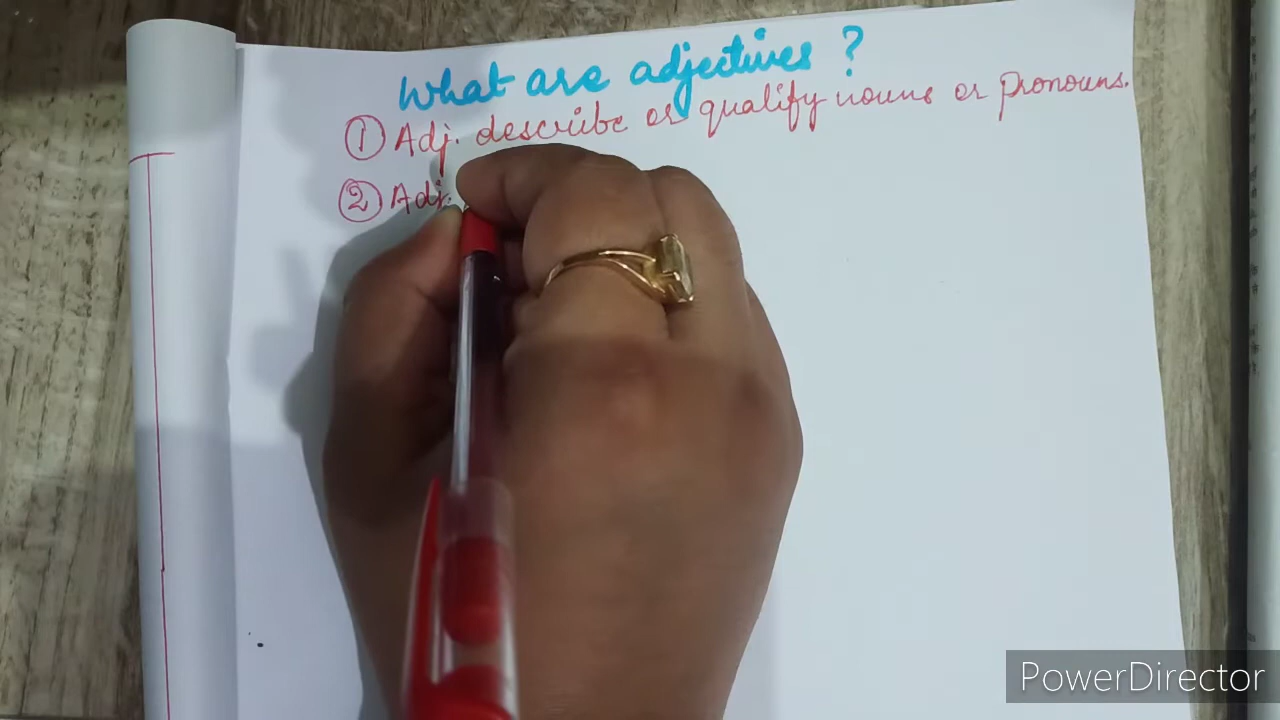 What are adjectives ?
① Adj. describe or qualify nouns or pronouns.
② Adj.
PowerDirector